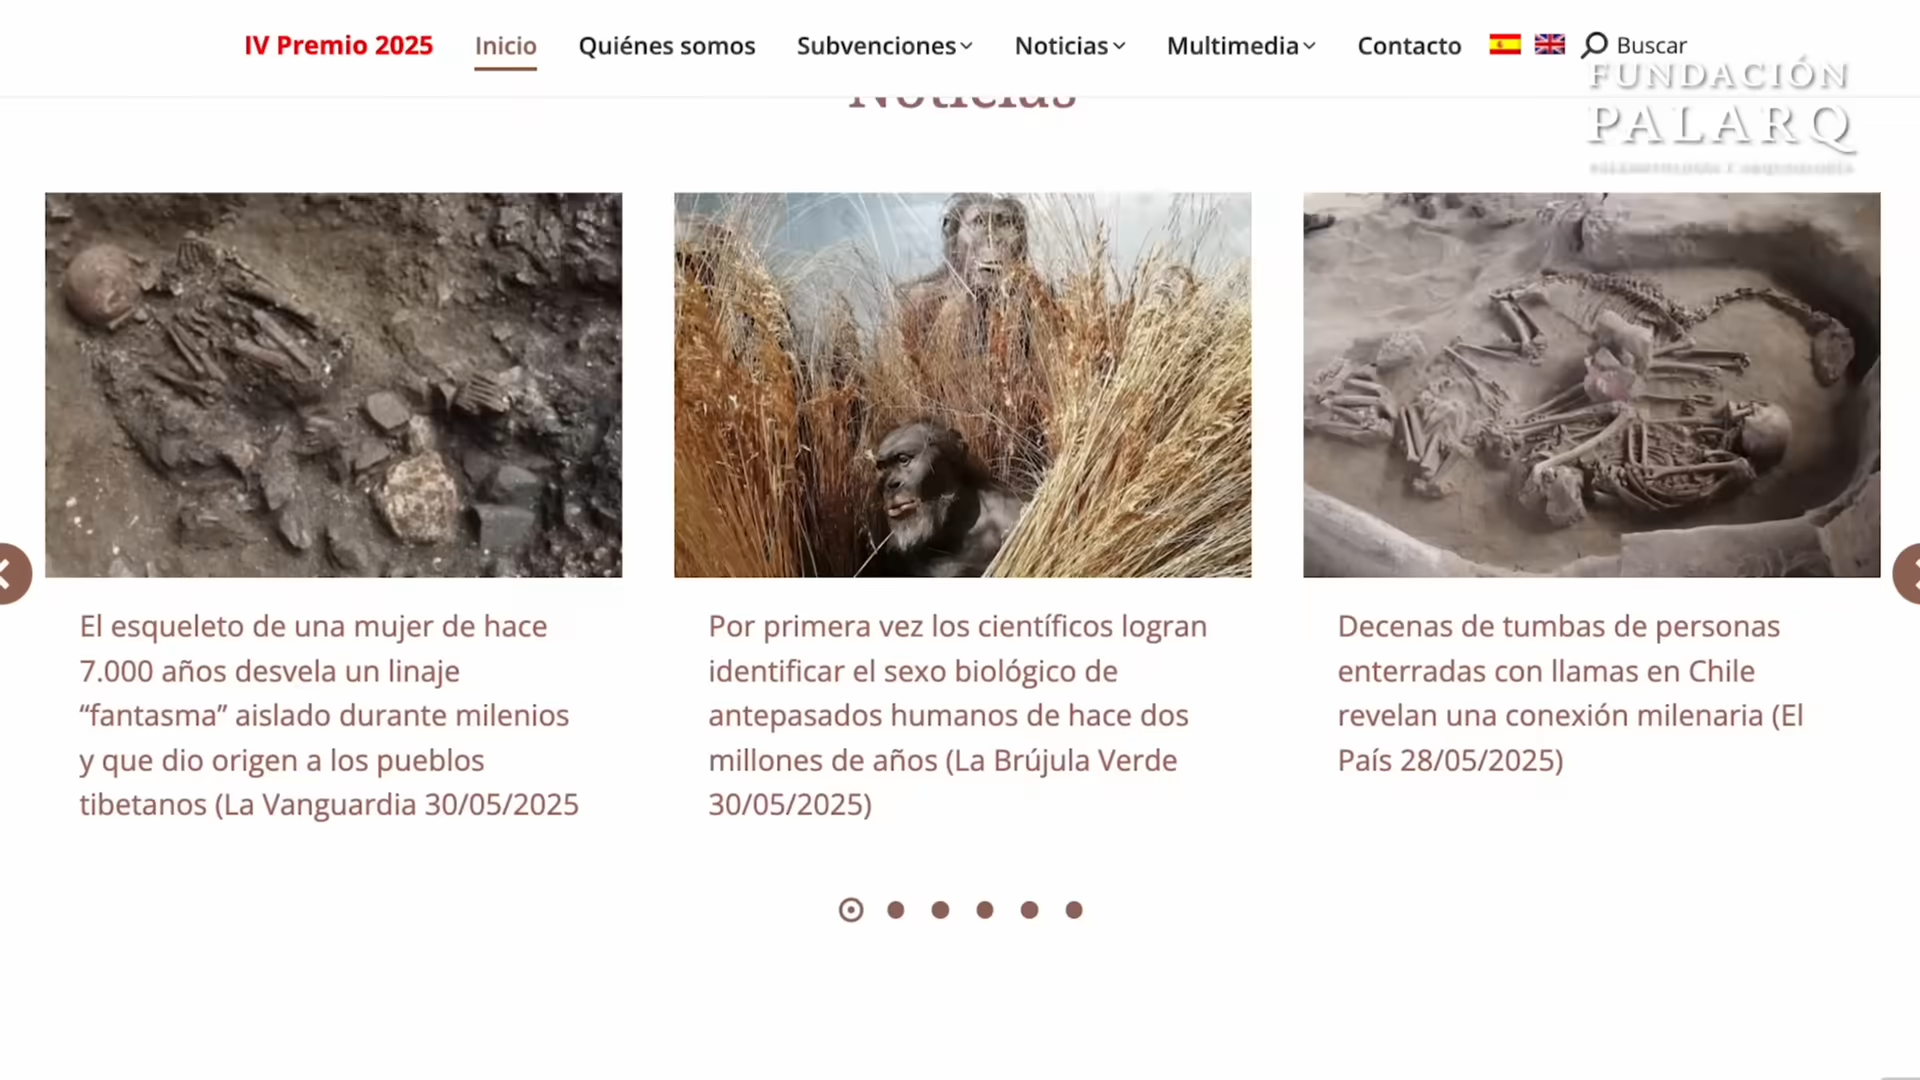 IV Premio 2025 Inicio Quiénes somos Subvenciones Noticias Multimedia Contacto Buscar
FUNDACIÓN
PALARQ
Noticias
El esqueleto de una mujer de hace
7.000 años desvela un linaje
“fantasma” aislado durante milenios
y que dio origen a los pueblos
tibetanos (La Vanguardia 30/05/2025
Por primera vez los científicos logran
identificar el sexo biológico de
antepasados humanos de hace dos
millones de años (La Brújula Verde
30/05/2025)
Decenas de tumbas de personas
enterradas con llamas en Chile
revelan una conexión milenaria (El
País 28/05/2025)